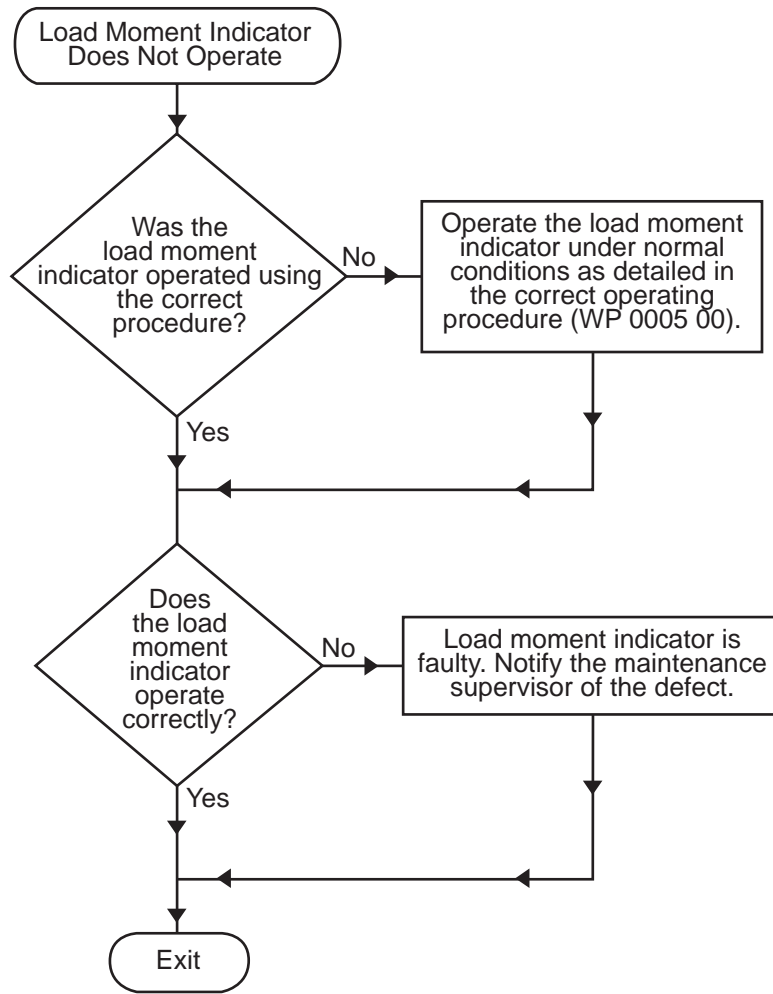 Load Moment Indicator
Does Not Operate
Was the
load moment
indicator operated using
the correct
procedure?
No
Operate the load moment
indicator under normal
conditions as detailed in
the correct operating
procedure (WP 0005 00).
Yes
Does
the load
moment
indicator
operate
correctly?
No
Load moment indicator is
faulty. Notify the maintenance
supervisor of the defect.
Yes
Exit